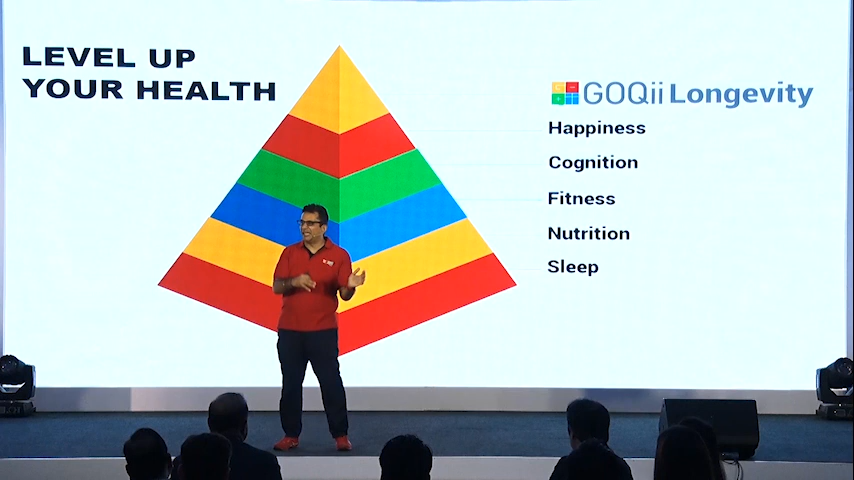 LEVEL UP
YOUR HEALTH
GOQii Longevity
Happiness
Cognition
Fitness
Nutrition
Sleep